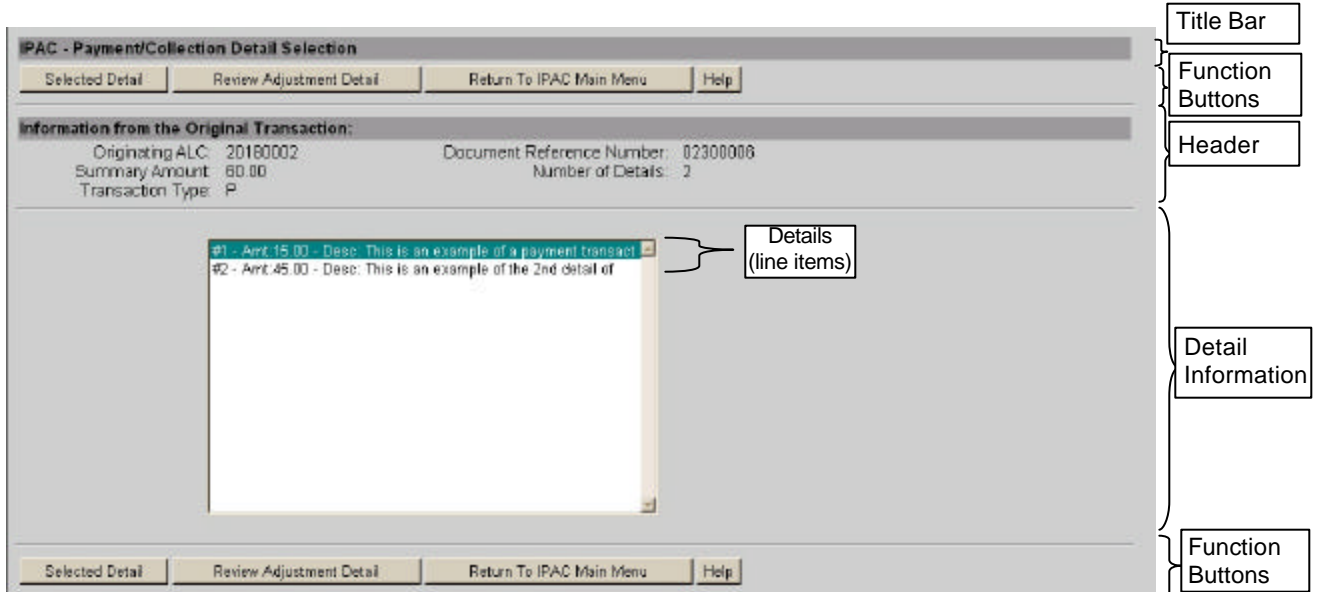 Title Bar
IPAC - Payment/Collection Detail Selection
Selected Detail Review Adjustment Detail Return To IPAC Main Menu Help
Function
Buttons
Information from the Original Transaction:
Header
Originating ALC: 20180002 Document Reference Number: 02300006
Summary Amount: 60.00 Number of Details: 2
Transaction Type: P
#1 - Amt:15.00 - Desc: This is an example of a payment transact
#2 - Amt:45.00 - Desc: This is an example of the 2nd detail of
Details
(line items)
Detail
Information
Selected Detail Review Adjustment Detail Return To IPAC Main Menu Help
Function
Buttons